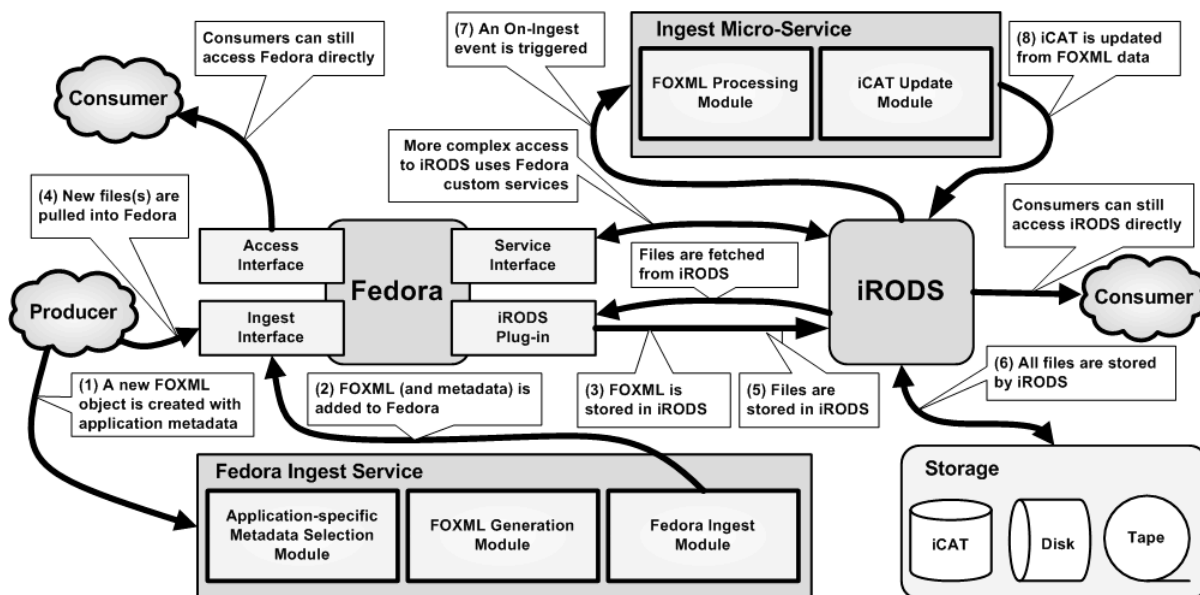 Consumers can still
access Fedora directly
(7) An On-Ingest
event is triggered
Ingest Micro-Service
FOXML Processing
Module
iCAT Update
Module
(8) iCAT is updated
from FOXML data
Consumer
More complex access
to iRODS uses Fedora
custom services
(4) New files(s) are
pulled into Fedora
Consumers can still
access iRODS directly
Access
Interface
Service
Interface
Files are fetched
from iRODS
Fedora
iRODS
Producer
Ingest
Interface
iRODS
Plug-in
Consumer
(1) A new FOXML
object is created with
application metadata
(2) FOXML (and metadata) is
added to Fedora
(3) FOXML is
stored in iRODS
(5) Files are
stored in iRODS
(6) All files are stored
by iRODS
Fedora Ingest Service
Application-specific
Metadata Selection
Module
FOXML Generation
Module
Fedora Ingest
Module
Storage
iCAT
Disk
Tape